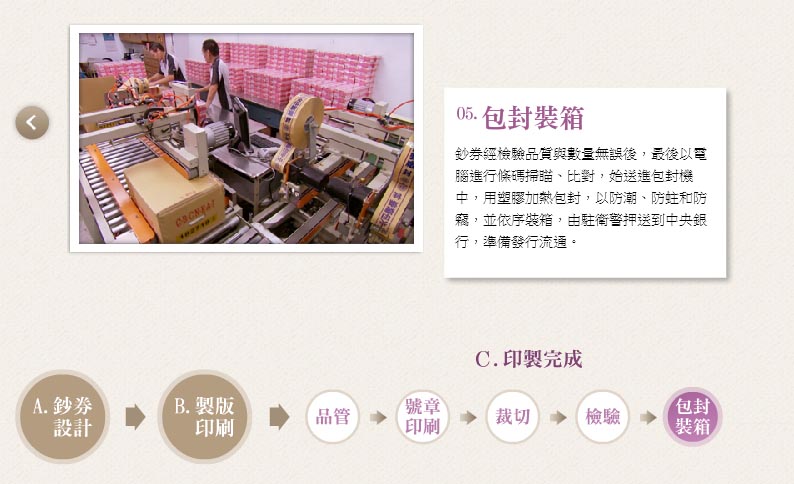 05. 包封裝箱
鈔券經檢驗品質與數量無誤後，最後以電
腦進行條碼掃瞄、比對，始送進包封機
中，用塑膠加熱包封，以防潮、防蛀和防
竊，並依序裝箱，由駐衛警押送到中央銀
行，準備發行流通。
C. 印製完成
A. 鈔券
設計
B. 製版
印刷
品管
號章
印刷
裁切
檢驗
包封
裝箱